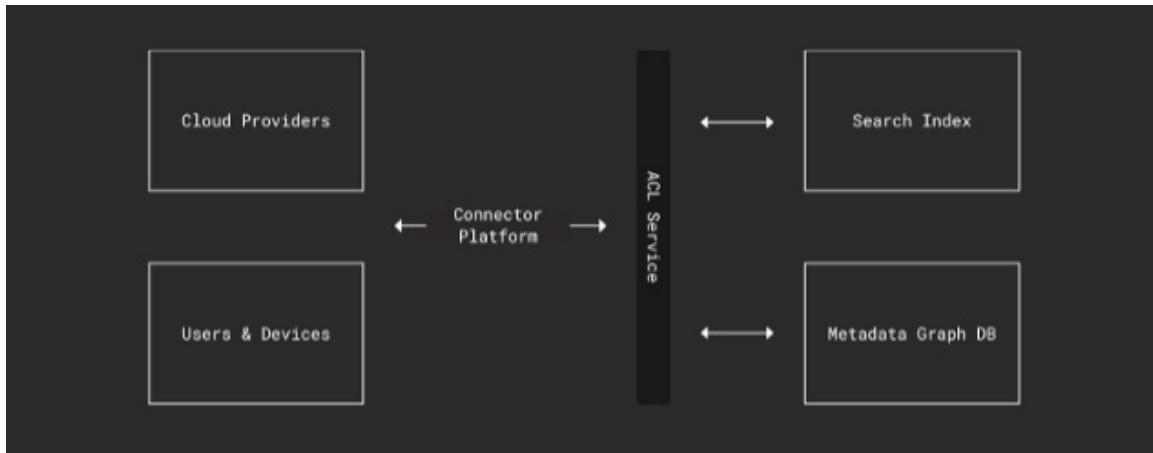 Cloud Providers
Search Index
Connector
Platform
ACL Service
Users & Devices
Metadata Graph DB